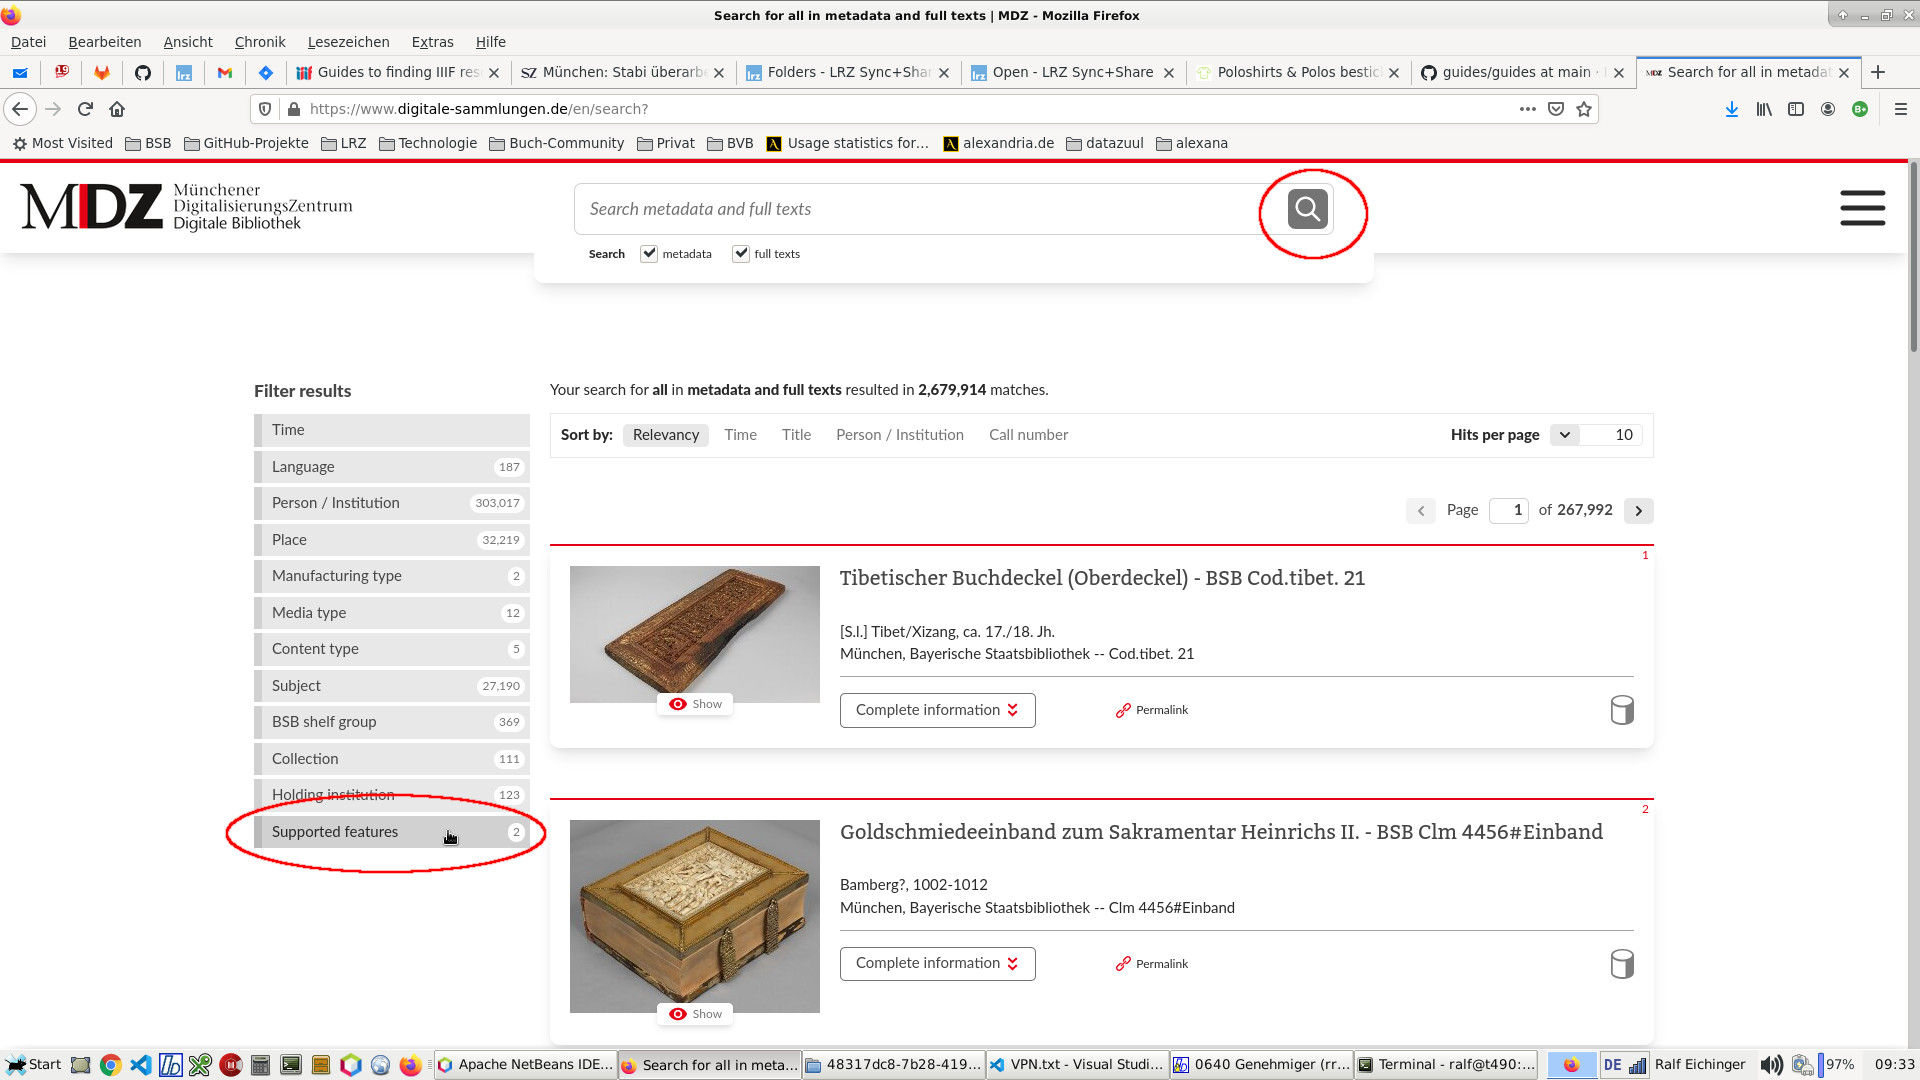 Search for all in metadata and full texts | MDZ - Mozilla Firefox
Datei Bearbeiten Ansicht Chronik Lesezeichen Extras Hilfe
19 lrz Guides to finding IIIF res SZ München: Stabi überarbe lrz Folders - LRZ Sync+Shar lrz Open - LRZ Sync+Share Poloshirts & Polos bestic guides/guides at main · MDZ Search for all in metadat
https://www.digitale-sammlungen.de/en/search?
Most Visited BSB GitHub-Projekte LRZ Technologie Buch-Community Privat BVB Usage statistics for... alexandria.de datazuul alexana
MDZ Münchener
DigitalisierungsZentrum
Digitale Bibliothek
Search metadata and full texts
Search metadata full texts
Filter results
Time
Language 187
Person / Institution 303,017
Place 32,219
Manufacturing type 2
Media type 12
Content type 5
Subject 27,190
BSB shelf group 369
Collection 111
Holding institution 123
Supported features 2
Your search for all in metadata and full texts resulted in 2,679,914 matches.
Sort by: Relevancy Time Title Person / Institution Call number Hits per page 10
Page 1 of 267,992
1
Tibetischer Buchdeckel (Oberdeckel) - BSB Cod.tibet. 21
[S.l.] Tibet/Xizang, ca. 17./18. Jh.
München, Bayerische Staatsbibliothek -- Cod.tibet. 21
Show
Complete information Permalink
2
Goldschmiedeeinband zum Sakramentar Heinrichs II. - BSB Clm 4456#Einband
Bamberg?, 1002-1012
München, Bayerische Staatsbibliothek -- Clm 4456#Einband
Complete information Permalink
Show
Start Apache NetBeans IDE... Search for all in meta... 48317dc8-7b28-419... VPN.txt - Visual Studi... 0640 Genehmiger (rr... Terminal - ralf@t490:... DE Ralf Eichinger 97% 09:33